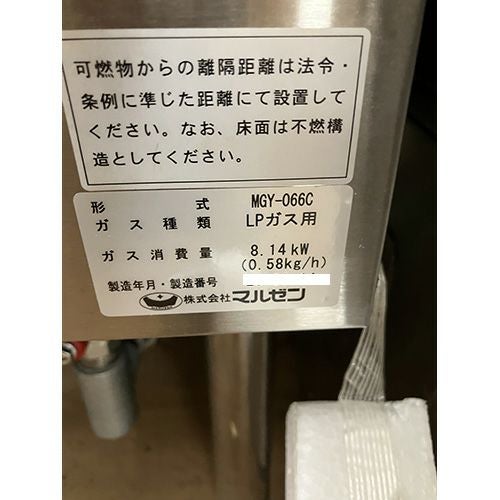 可燃物からの離隔距離は法令・
条例に準じた距離にて設置して
ください。なお、床面は不燃構
造としてください。
形式 MGY-066C
ガス種類 LPガス用
ガス消費量 8.14kW
(0.58kg/h)
製造年月・製造番号
株式会社マルゼン